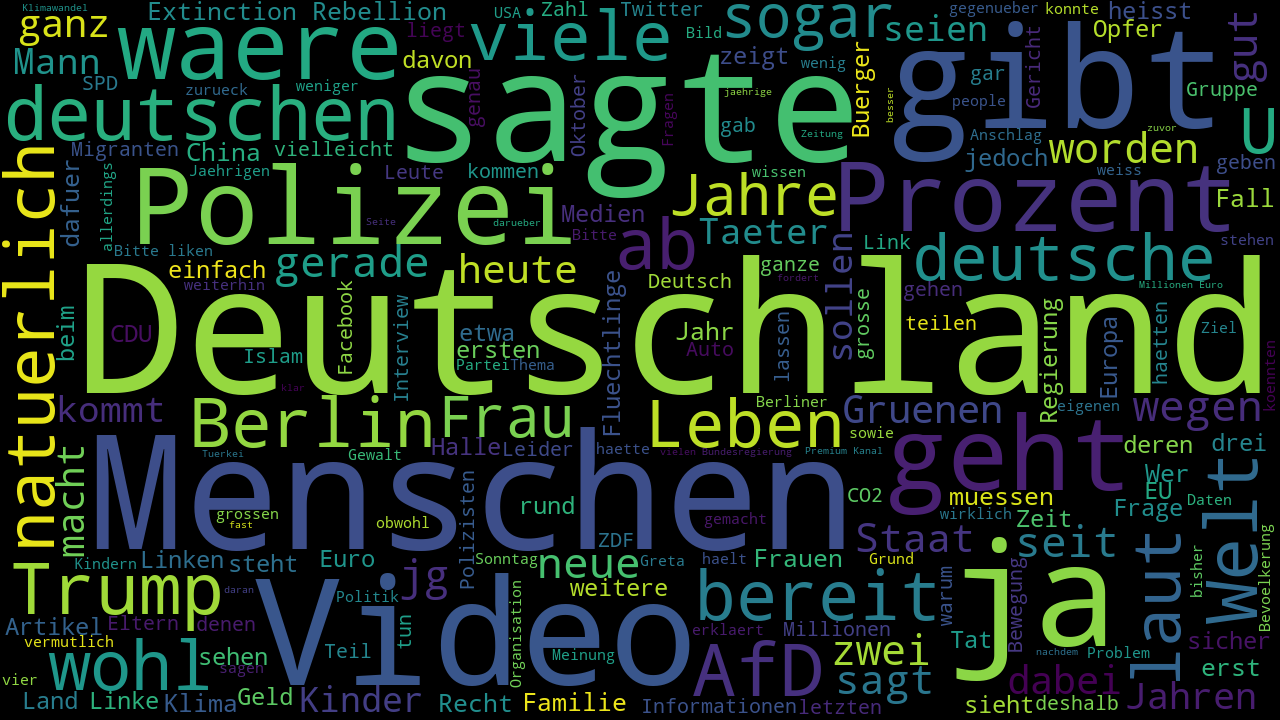 Klimawandel
ganz
Extinction Rebellion
USA
Zahl
Twitter
sogar
gegenueber
konnte
heisst
waere
liegt
viele
Bild
seien
Opfer
gut
Mann
SPD
davon
zeigt
wenig
gibt
Gericht
gar
Gruppe
zurueck
weniger
genau
sagte
jaehrige
Buerger
besser
people
deutschen
Oktober
Fragen
gab
Zeitung
Anschlag
zuvor
U
natuerlich
Migranten
China
vielleicht
jedoch
worden
geben
dafuer
allerdings
Polizei
Jaehrigen
Leute
kommen
Jahre
wissen
Prozent
weiss
Fall
Seite
darueber
Medien
Bitte
ab
Taeter
Link
deutsche
stehen
Bitte liken
einfach
weiterhin
gerade
heute
Deutsch
ganze
fordert
sollen
gehen
Millionen Euro
Deutschland
beim
CDU
Islam
Facebook
Interview
etwa
ersten
Partei
Thema
Fluechtlinge
Jahr
Auto
lassen
grosse
teilen
Regierung
Europa
haetten
Ziel
koennten
klar
kommt
Berlin
Frau
Leben
Berliner
Gruenen
eigenen
wegen
macht
Halle
Leider
haette
sowie
deren
drei
Tuerkei
Gewalt
vielen Bundesregierung
Premium Kanal
geht
Wer
EU
Menschen
grossen
fast
obwohl
Polizisten
rund
gemacht
CO2
muessen
wirklich
Zeit
Frage
Daten
Welt
Kindern
Linken
steht
Euro
Sonntag
ZDF
Greta
haelt
Frauen
Staat
Grund
seit
laut
bisher
Bevoelkerung
Trump
daran
Video
Politik
jg
neue
weitere
bereit
warum
Bewegung
ja
Artikel
Eltern
denen
tun
Organisation
erklaert
Millionen
Tat
nachdem
Problem
sicher
vermutlich
wohl
sehen
sagen
Teil
Meinung
AfD
zwei
sagt
dabei
erst
vier
Land
Linke
Klima
Geld
Kinder
Recht
Familie
Informationen
letzten
sieht
deshalb
Jahren